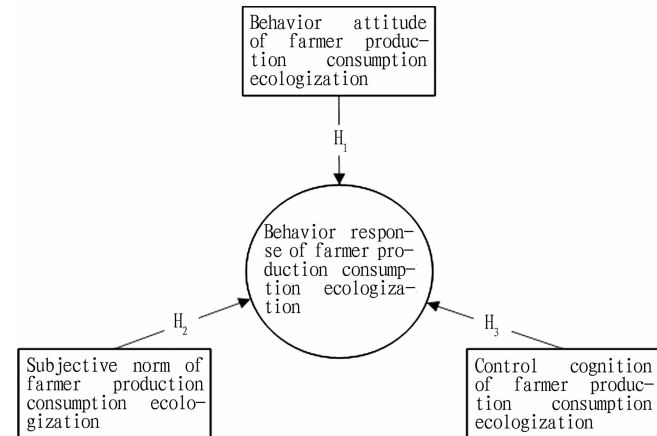 Behavior attitude
of farmer produc-
tion consumption
ecologization
H1
Behavior respon-
se of farmer pro-
duction consump-
tion ecologiza-
tion
H2
H3
Subjective norm of
farmer production
consumption ecolo-
gization
Control cognition
of farmer produc-
tion consumption
ecologization